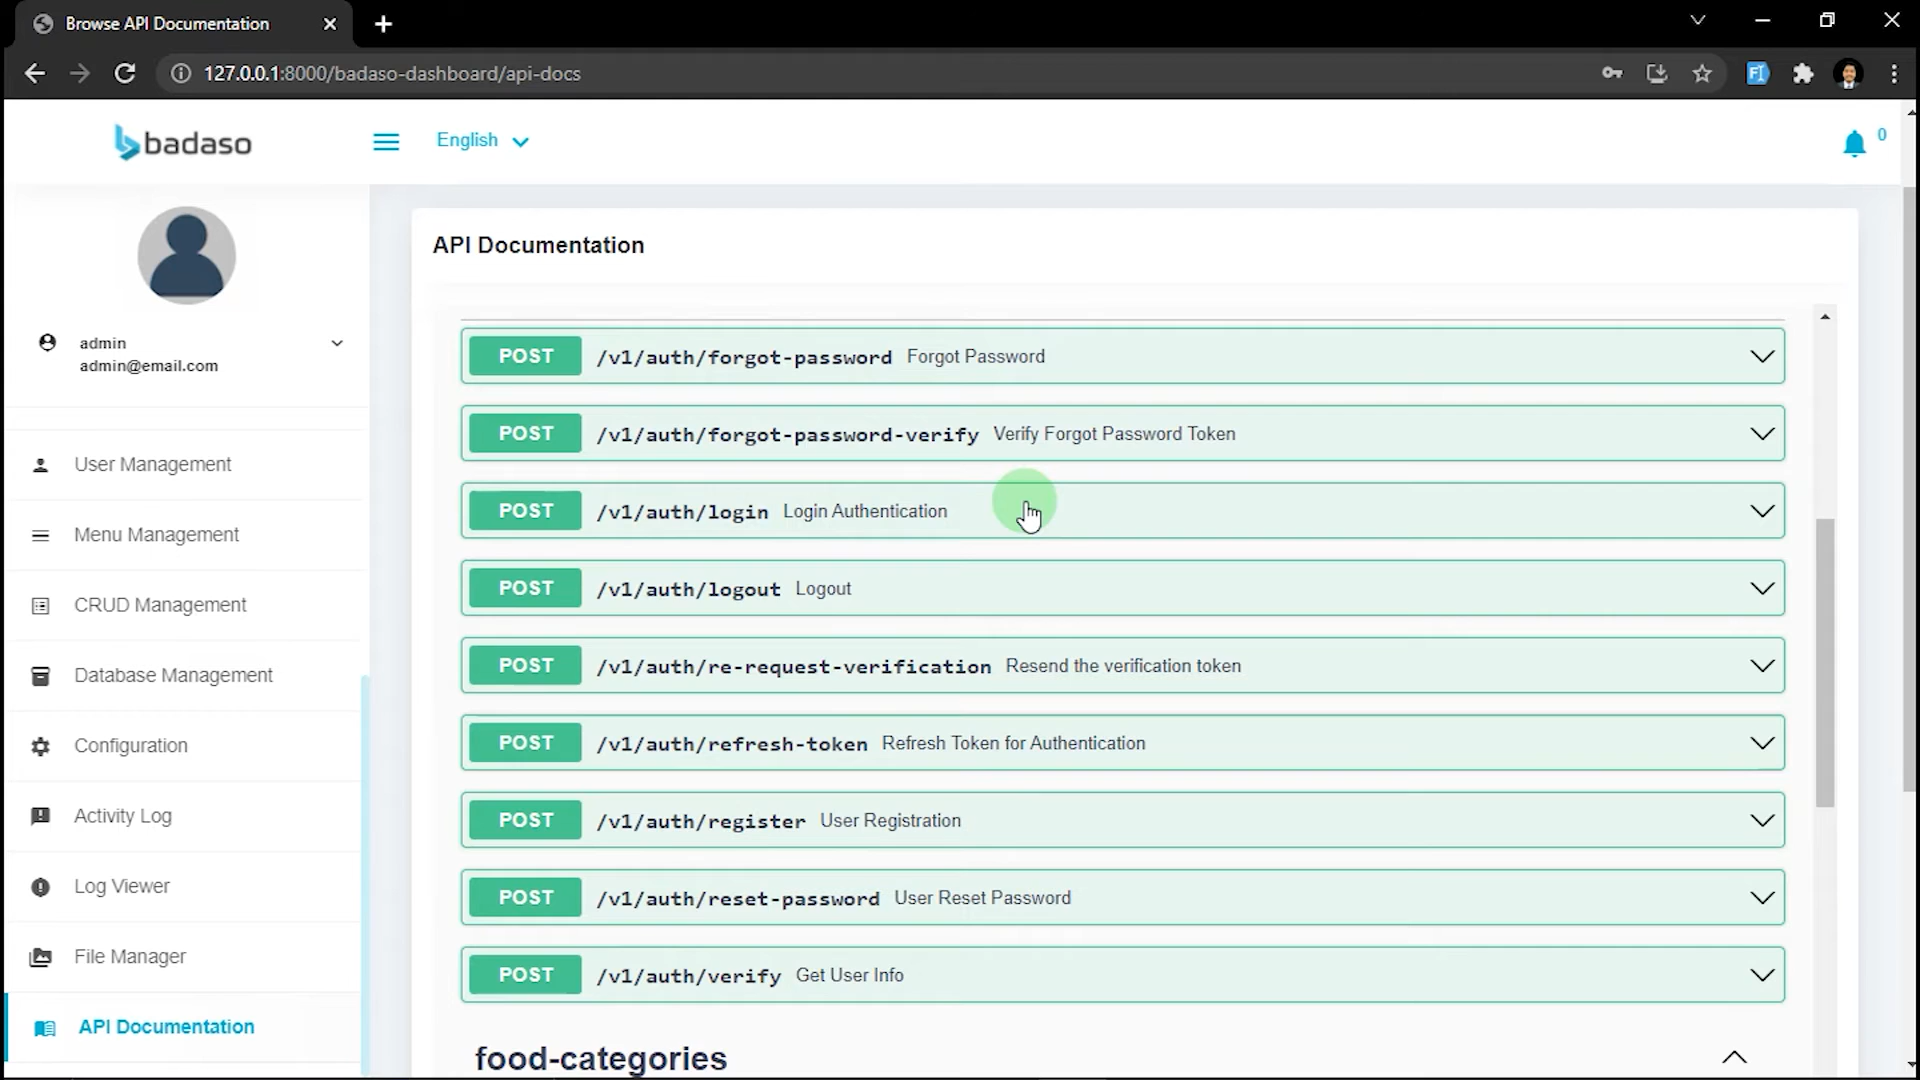 Browse API Documentation
127.0.0.1:8000/badaso-dashboard/api-docs
FI
badaso
English
0
admin
admin@email.com
User Management
Menu Management
CRUD Management
Database Management
Configuration
Activity Log
Log Viewer
File Manager
API Documentation
API Documentation
POST /v1/auth/forgot-password Forgot Password
POST /v1/auth/forgot-password-verify Verify Forgot Password Token
POST /v1/auth/login Login Authentication
POST /v1/auth/logout Logout
POST /v1/auth/re-request-verification Resend the verification token
POST /v1/auth/refresh-token Refresh Token for Authentication
POST /v1/auth/register User Registration
POST /v1/auth/reset-password User Reset Password
POST /v1/auth/verify Get User Info
food-categories